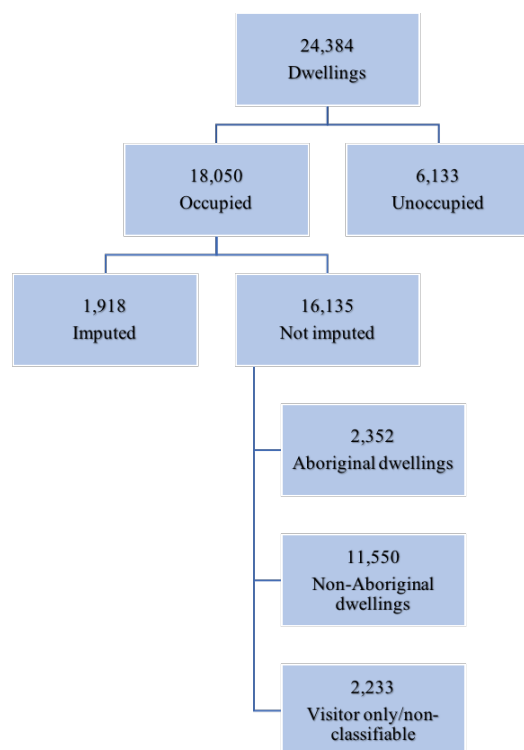 24,384
Dwellings
18,050
Occupied
6,133
Unoccupied
1,918
Imputed
16,135
Not imputed
2,352
Aboriginal dwellings
11,550
Non-Aboriginal
dwellings
2,233
Visitor only/non-
classifiable